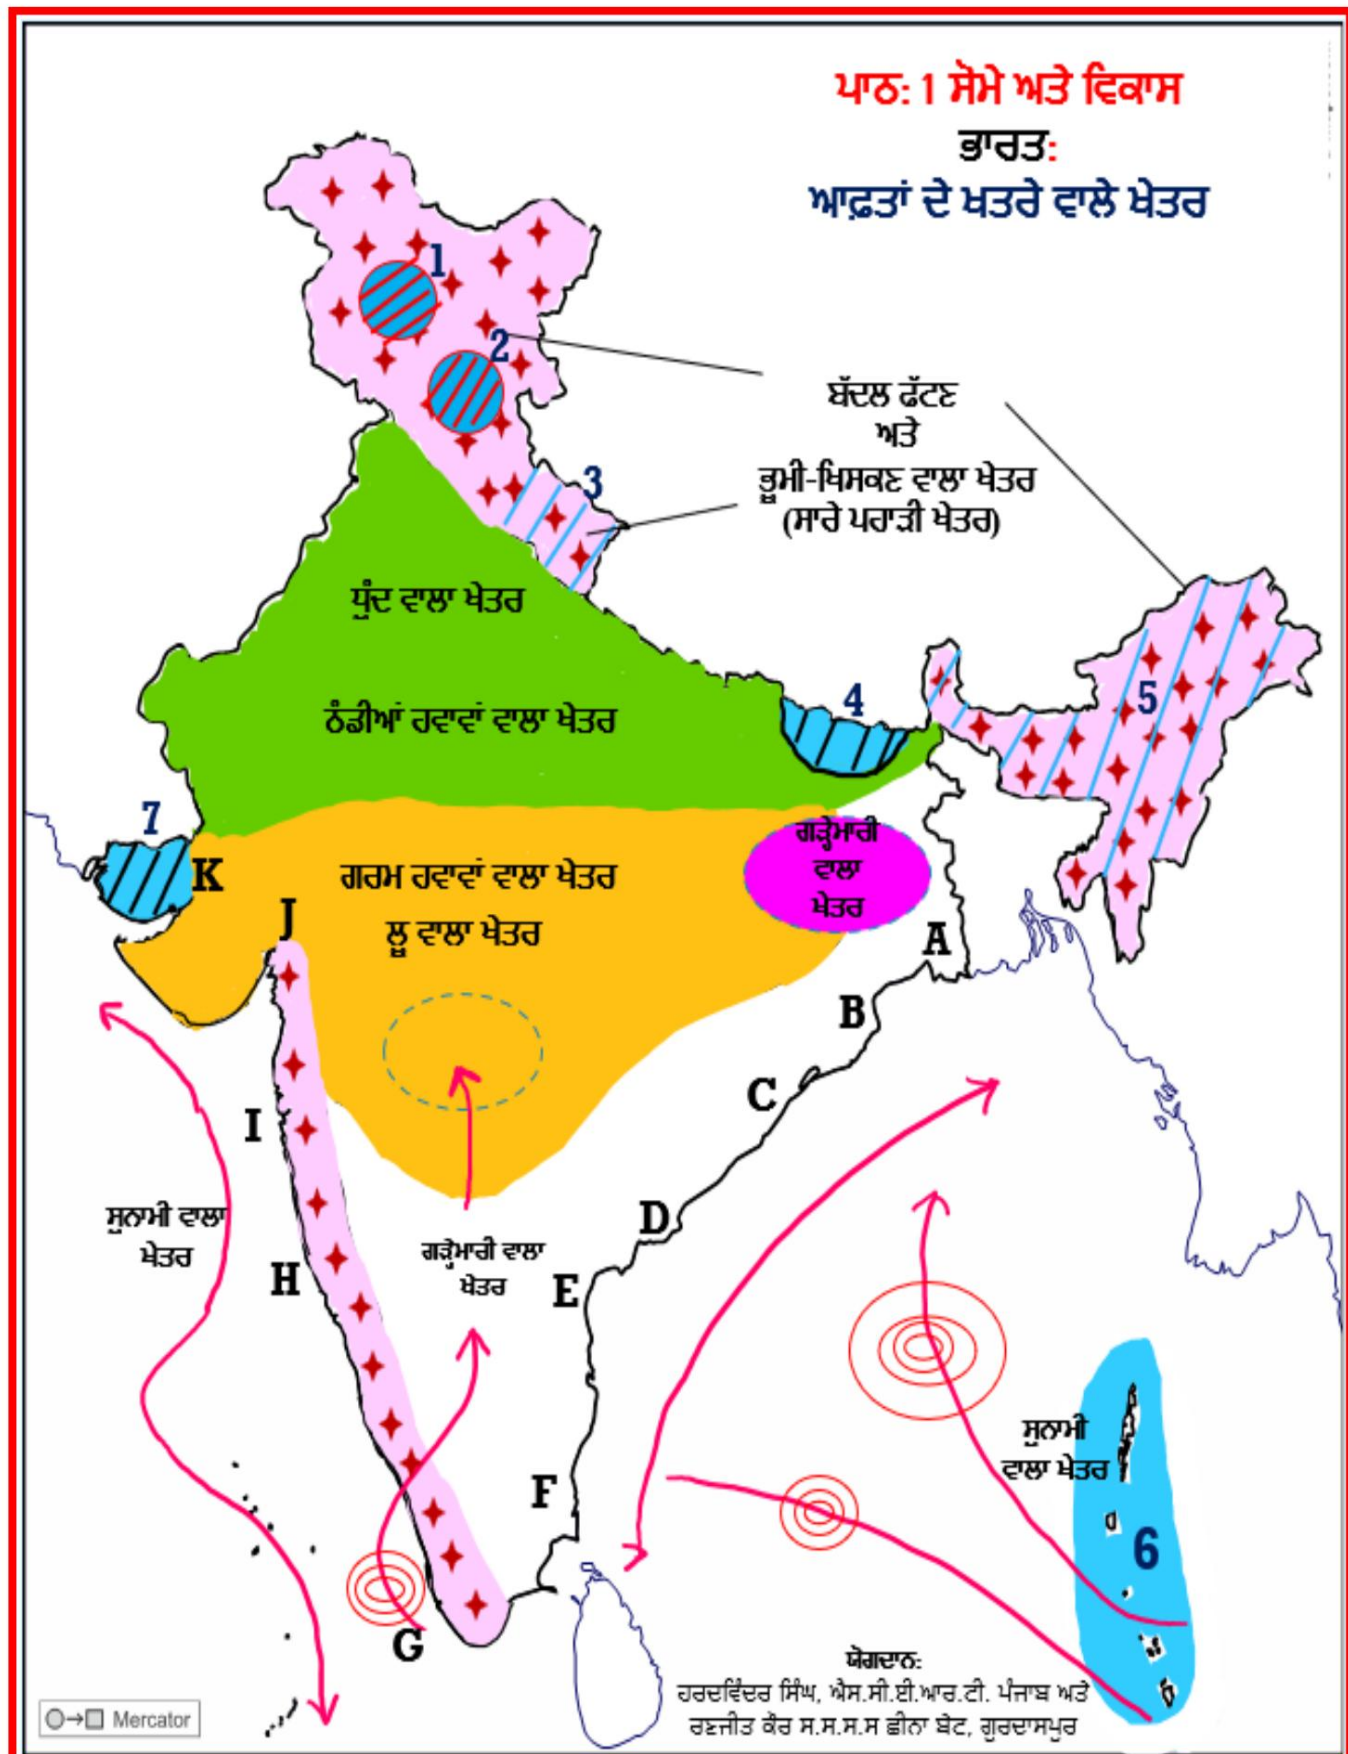 ਪਾਠ: 1 ਸੋਮੇ ਅਤੇ ਵਿਕਾਸ
ਭਾਰਤ:
ਆਫ਼ਤਾਂ ਦੇ ਖਤਰੇ ਵਾਲੇ ਖੇਤਰ
1
2
ਬੱਦਲ ਫੱਟਣ
ਅਤੇ
ਭੂਮੀ-ਖਿਸਕਣ ਵਾਲਾ ਖੇਤਰ
(ਸਾਰੇ ਪਹਾੜੀ ਖੇਤਰ)
3
ਧੁੰਦ ਵਾਲਾ ਖੇਤਰ
ਠੰਡੀਆਂ ਹਵਾਵਾਂ ਵਾਲਾ ਖੇਤਰ
4
5
7
K
ਗਰਮ ਹਵਾਵਾਂ ਵਾਲਾ ਖੇਤਰ
ਲੂ ਵਾਲਾ ਖੇਤਰ
ਗੜ੍ਹੇਮਾਰੀ
ਵਾਲਾ
ਖੇਤਰ
J
A
B
C
I
D
ਸੁਨਾਮੀ ਵਾਲਾ
ਖੇਤਰ
ਗੜ੍ਹੇਮਾਰੀ ਵਾਲਾ
ਖੇਤਰ
H
E
ਸੁਨਾਮੀ
ਵਾਲਾ ਖੇਤਰ
F
6
G
ਯੋਗਦਾਨ:
ਹਰਦਵਿੰਦਰ ਸਿੰਘ, ਐਸ.ਸੀ.ਈ.ਆਰ.ਟੀ. ਪੰਜਾਬ ਅਤੇ
ਰਣਜੀਤ ਕੌਰ ਸ.ਸ.ਸ.ਸ ਛੀਨਾ ਬੇਟ, ਗੁਰਦਾਸਪੁਰ
Mercator